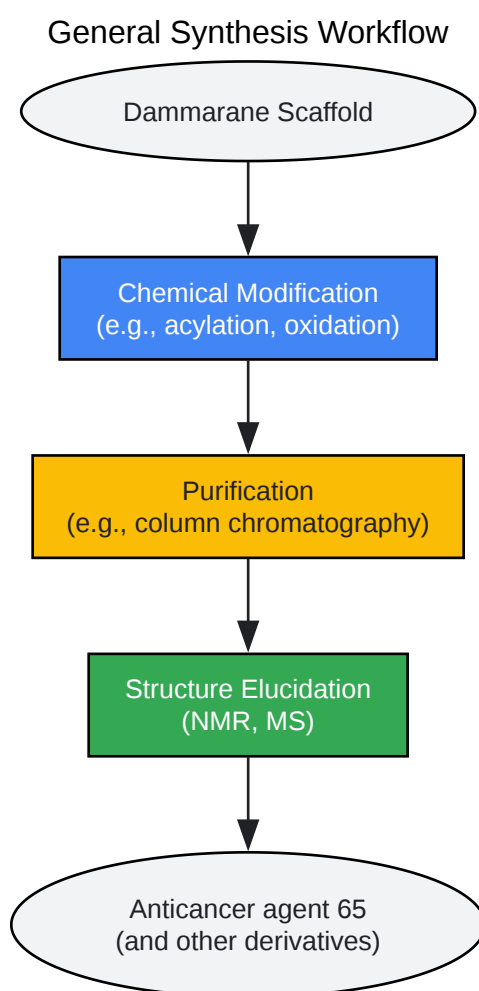 General Synthesis Workflow
Dammarane Scaffold
Chemical Modification
(e.g., acylation, oxidation)
Purification
(e.g., column chromatography)
Structure Elucidation
(NMR, MS)
Anticancer agent 65
(and other derivatives)